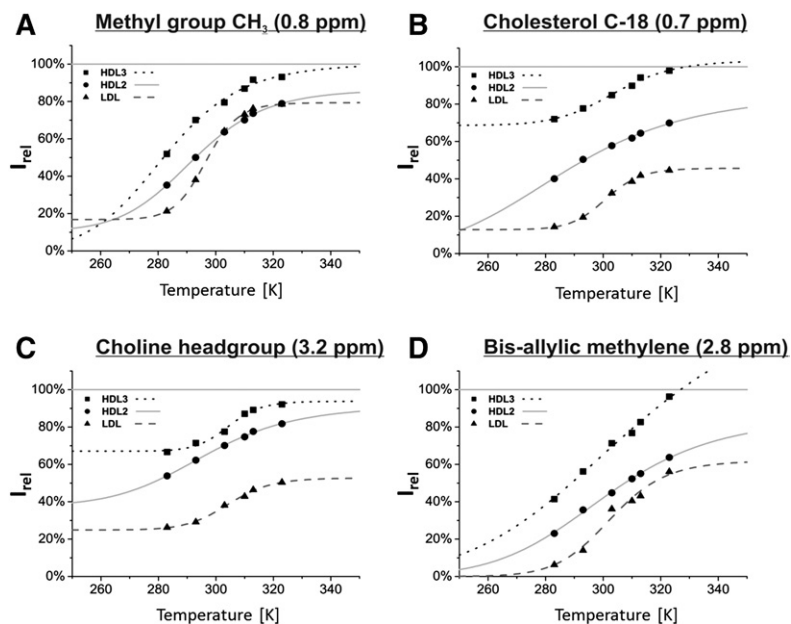 A Methyl group CH₃ (0.8 ppm)
100%
80%
60%
40%
20%
0%
Irel
HDL3
HDL2
LDL
260 280 300 320 340
Temperature [K]
B Cholesterol C-18 (0.7 ppm)
100%
80%
60%
40%
20%
0%
Irel
HDL3
HDL2
LDL
260 280 300 320 340
Temperature [K]
C Choline headgroup (3.2 ppm)
100%
80%
60%
40%
20%
0%
Irel
HDL3
HDL2
LDL
260 280 300 320 340
Temperature [K]
D Bis-allylic methylene (2.8 ppm)
100%
80%
60%
40%
20%
0%
Irel
HDL3
HDL2
LDL
260 280 300 320 340
Temperature [K]